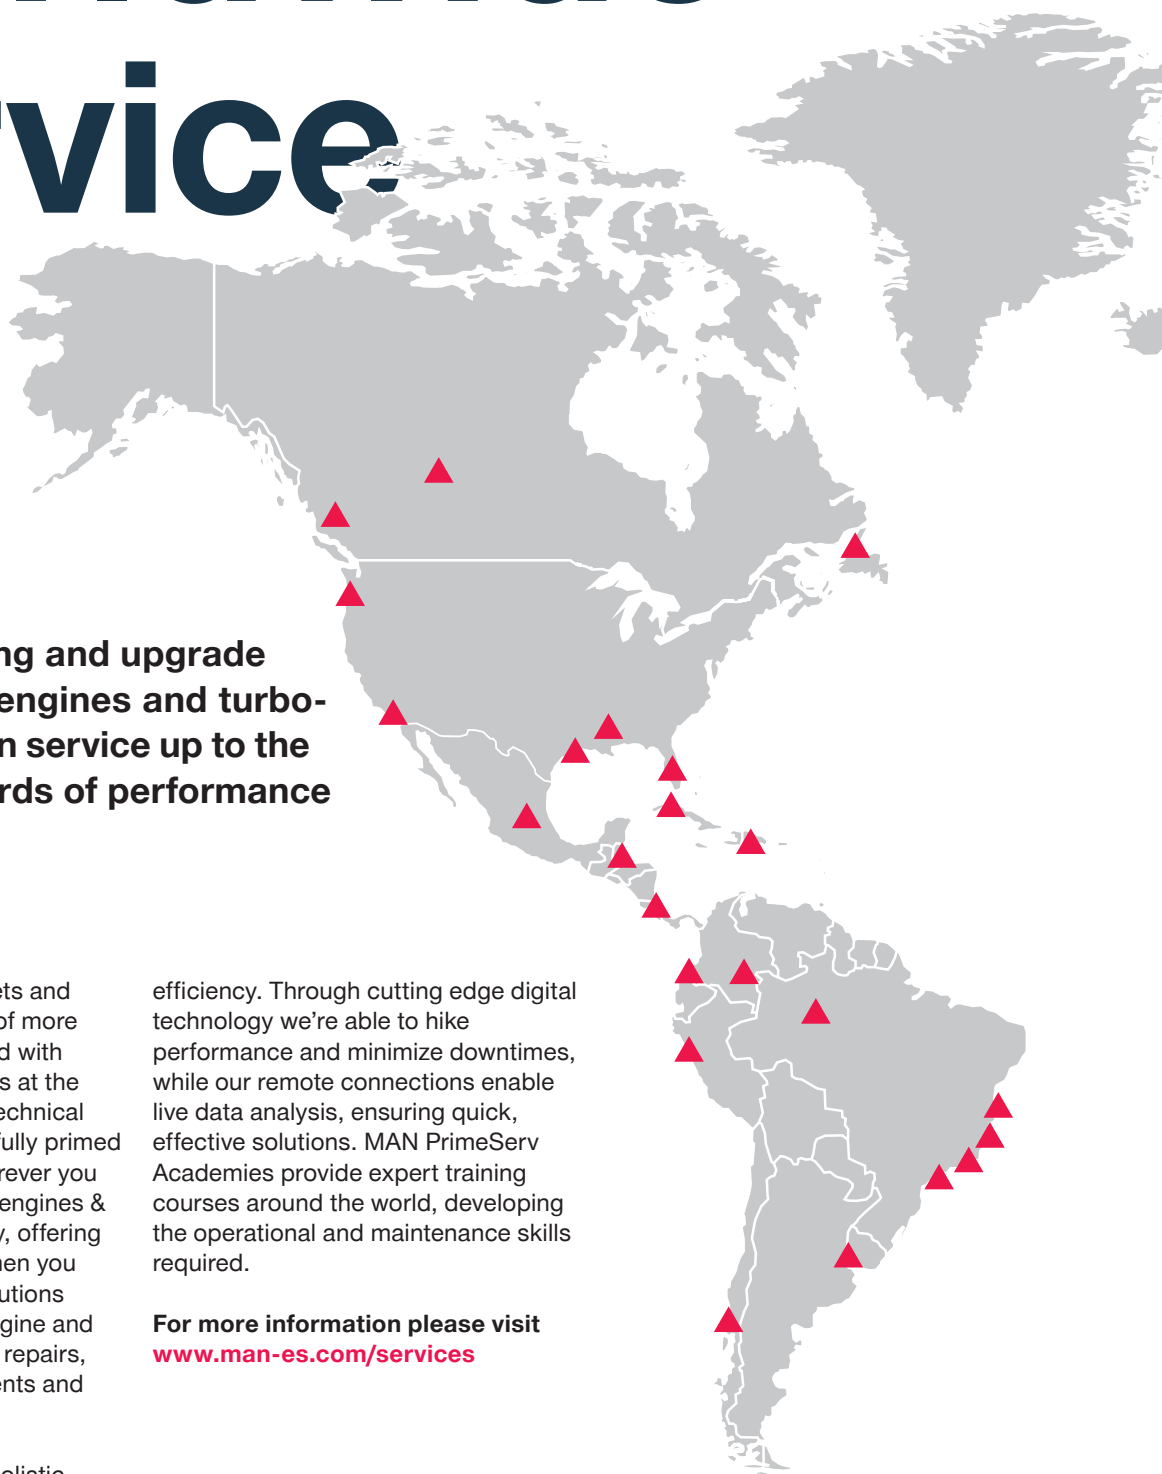 vice
ng and upgrade
engines and turbo-
n service up to the
rds of performance
ets and
of more
d with
s at the
echnical
fully primed
rever you
engines &
y, offering
hen you
utions
gine and
repairs,
ents and
olistic
efficiency. Through cutting edge digital
technology we’re able to hike
performance and minimize downtimes,
while our remote connections enable
live data analysis, ensuring quick,
effective solutions. MAN PrimeServ
Academies provide expert training
courses around the world, developing
the operational and maintenance skills
required.
For more information please visit
www.man-es.com/services